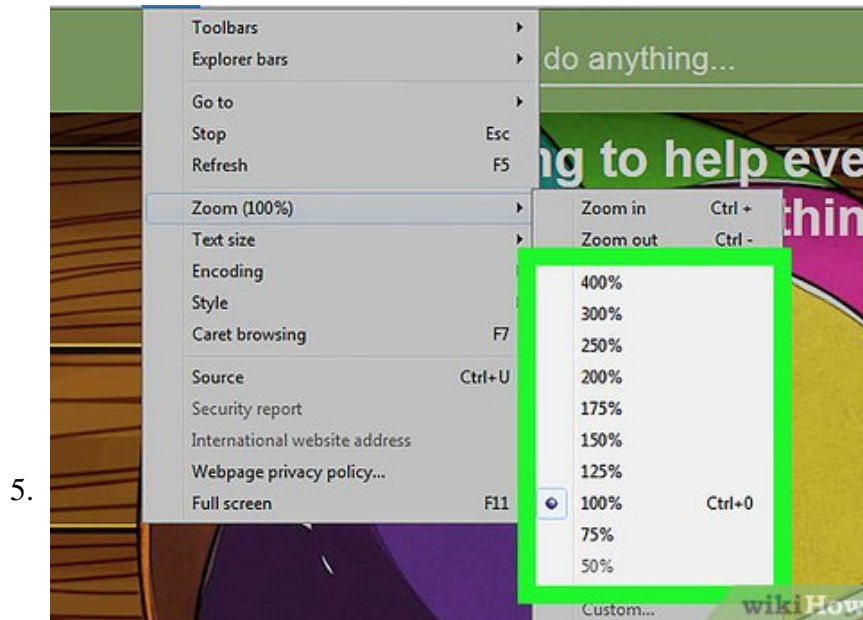 Toolbars
Explorer bars
do anything...
Go to
Stop Esc
Refresh F5
ng to help eve
Zoom (100%) Zoom in Ctrl +
thin
Text size Zoom out Ctrl -
Encoding 400%
Style 300%
Caret browsing F7 250%
Source Ctrl+U 200%
Security report 175%
International website address 150%
Webpage privacy policy... 125%
5.
Full screen F11 100% Ctrl+0
75%
50%
Custom...
wikiHow